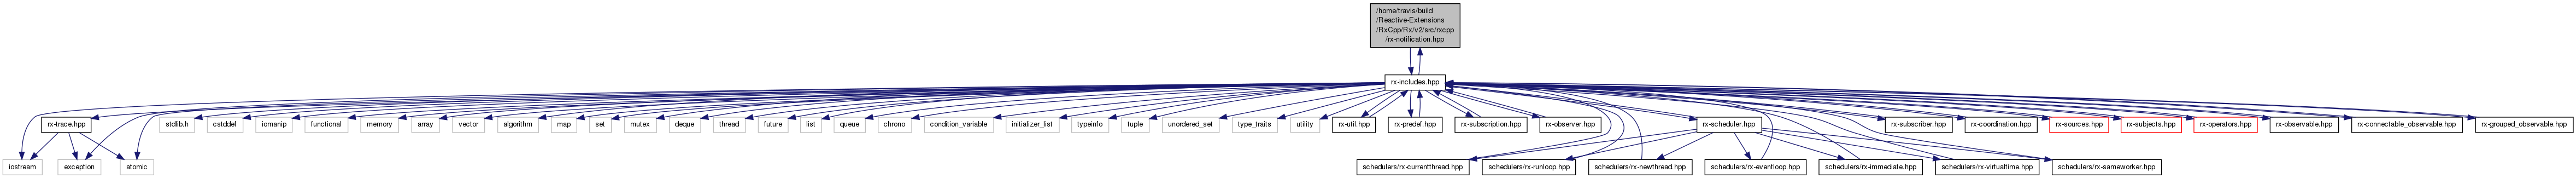 /home/travis/build
/Reactive-Extensions
/RxCpp/Rx/v2/src/rxcpp
/rx-notification.hpp
rx-includes.hpp
rx-trace.hpp
stdlib.h
cstddef
iomanip
functional
memory
array
vector
algorithm
map
set
mutex
deque
thread
future
list
queue
chrono
condition_variable
initializer_list
typeinfo
tuple
unordered_set
type_traits
utility
rx-util.hpp
rx-predef.hpp
rx-subscription.hpp
rx-observer.hpp
rx-scheduler.hpp
rx-subscriber.hpp
rx-coordination.hpp
rx-sources.hpp
rx-subjects.hpp
rx-operators.hpp
rx-observable.hpp
rx-connectable_observable.hpp
rx-grouped_observable.hpp
iostream
exception
atomic
schedulers/rx-currentthread.hpp
schedulers/rx-runloop.hpp
schedulers/rx-newthread.hpp
schedulers/rx-eventloop.hpp
schedulers/rx-immediate.hpp
schedulers/rx-virtualtime.hpp
schedulers/rx-sameworker.hpp